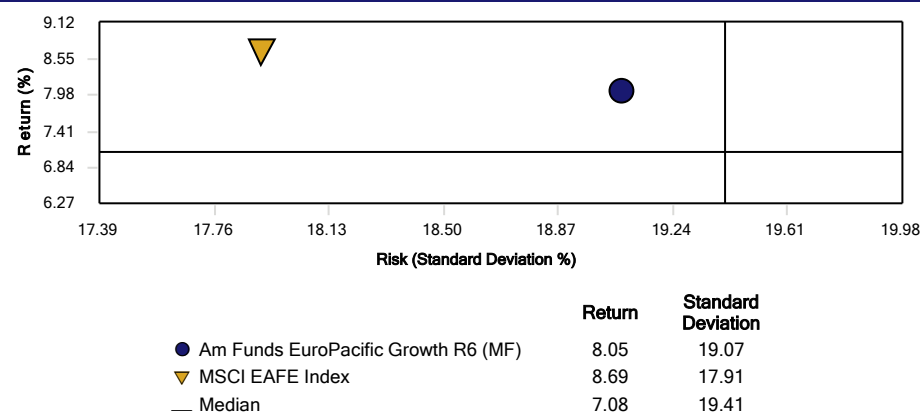 9.12
8.55
7.98
7.41
6.84
6.27
Return (%)
17.39 17.76 18.13 18.50 18.87 19.24 19.61 19.98
Risk (Standard Deviation %)
Return Standard Deviation
Am Funds EuroPacific Growth R6 (MF) 8.05 19.07
MSCI EAFE Index 8.69 17.91
Median 7.08 19.41